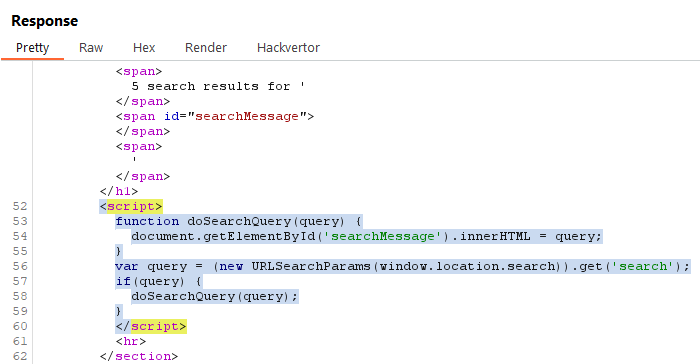 Response
Pretty Raw Hex Render Hackvertor
<span>
5 search results for '
</span>
<span id="searchMessage">
</span>
<span>
'
</span>
</h1>
52 <script>
53 function doSearchQuery(query) {
54 document.getElementById('searchMessage').innerHTML = query;
55 }
56 var query = (new URLSearchParams(window.location.search)).get('search');
57 if(query) {
58 doSearchQuery(query);
59 }
60 </script>
61 <hr>
62 </section>